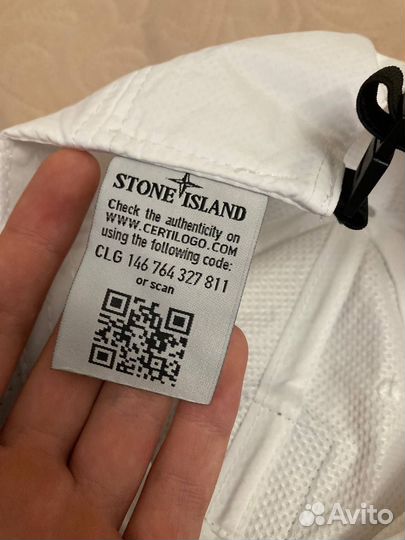 STONE ISLAND
Check the authenticity on
WWW.CERTILOGO.COM
using the following code:
CLG 146 764 327 811
or scan
Avito